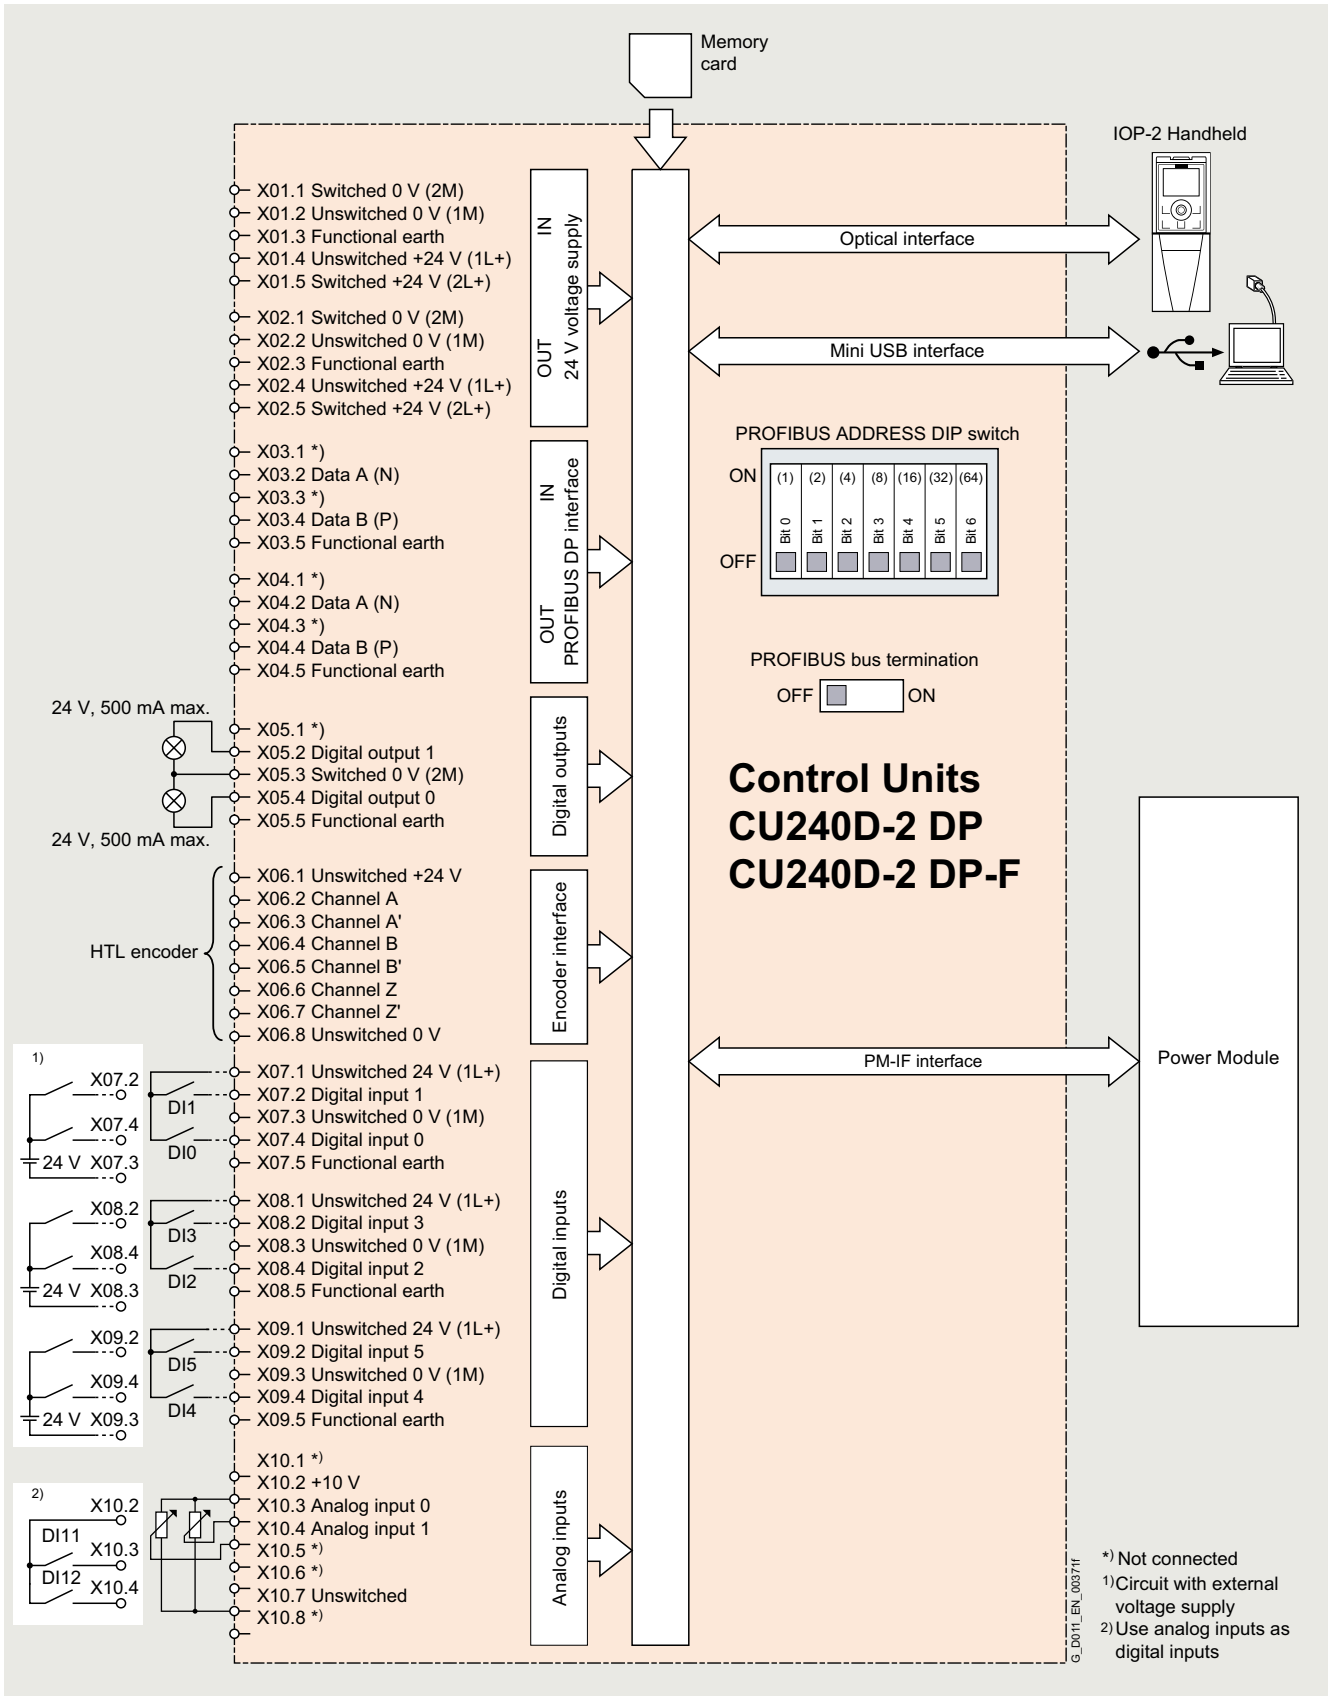 Memory
card
IOP-2 Handheld
X01.1 Switched 0 V (2M)
X01.2 Unswitched 0 V (1M)
X01.3 Functional earth
X01.4 Unswitched +24 V (1L+)
X01.5 Switched +24 V (2L+)
X02.1 Switched 0 V (2M)
X02.2 Unswitched 0 V (1M)
X02.3 Functional earth
X02.4 Unswitched +24 V (1L+)
X02.5 Switched +24 V (2L+)
OUT IN
24 V voltage supply
Optical interface
Mini USB interface
X03.1 *)
X03.2 Data A (N)
X03.3 *)
X03.4 Data B (P)
X03.5 Functional earth
X04.1 *)
X04.2 Data A (N)
X04.3 *)
X04.4 Data B (P)
X04.5 Functional earth
OUT IN
PROFIBUS DP interface
PROFIBUS ADDRESS DIP switch
ON
(1) (2) (4) (8) (16) (32) (64)
Bit 0 Bit 1 Bit 2 Bit 3 Bit 4 Bit 5 Bit 6
OFF
PROFIBUS bus termination
OFF ON
24 V, 500 mA max.
X05.1 *)
X05.2 Digital output 1
X05.3 Switched 0 V (2M)
X05.4 Digital output 0
X05.5 Functional earth
24 V, 500 mA max.
Digital outputs
Control Units
CU240D-2 DP
CU240D-2 DP-F
HTL encoder
X06.1 Unswitched +24 V
X06.2 Channel A
X06.3 Channel A'
X06.4 Channel B
X06.5 Channel B'
X06.6 Channel Z
X06.7 Channel Z'
X06.8 Unswitched 0 V
Encoder interface
PM-IF interface
Power Module
1)
X07.2
X07.4
24 V X07.3
DI1
DI0
X07.1 Unswitched 24 V (1L+)
X07.2 Digital input 1
X07.3 Unswitched 0 V (1M)
X07.4 Digital input 0
X07.5 Functional earth
X08.2
X08.4
24 V X08.3
DI3
DI2
X08.1 Unswitched 24 V (1L+)
X08.2 Digital input 3
X08.3 Unswitched 0 V (1M)
X08.4 Digital input 2
X08.5 Functional earth
X09.2
X09.4
24 V X09.3
DI5
DI4
X09.1 Unswitched 24 V (1L+)
X09.2 Digital input 5
X09.3 Unswitched 0 V (1M)
X09.4 Digital input 4
X09.5 Functional earth
Digital inputs
2)
X10.2
DI11
X10.3
DI12
X10.4
X10.1 *)
X10.2 +10 V
X10.3 Analog input 0
X10.4 Analog input 1
X10.5 *)
X10.6 *)
X10.7 Unswitched
X10.8 *)
Analog inputs
G_D011_EN_00371f
*) Not connected
1) Circuit with external
voltage supply
2) Use analog inputs as
digital inputs